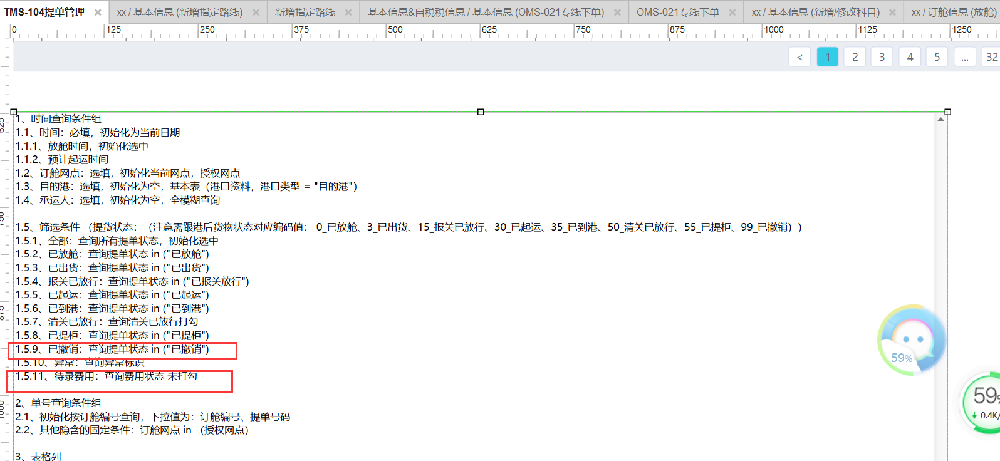 TMS-104提单管理
xx / 基本信息 (新增指定路线)
新增指定路线
基本信息&自税税信息 / 基本信息 (OMS-021专线下单)
OMS-021专线下单
xx / 基本信息 (新增/修改科目)
xx / 订舱信息 (放舱)
0 125 250 375 500 625 750 875 1000 1125 1250
< 1 2 3 4 5 ... 32
625
750
875
1000
1、时间查询条件组
1.1、时间：必填，初始化为当前日期
1.1.1、放舱时间，初始化选中
1.1.2、预计起运时间
1.2、订舱网点：选填，初始化当前网点，授权网点
1.3、目的港：选填，初始化为空，基本表（港口资料，港口类型 = "目的港"）
1.4、承运人：选填，初始化为空，全模糊查询
1.5、筛选条件 （提货状态： （注意需跟港后货物状态对应编码值： 0_已放舱、3_已出货、15_报关已放行、30_已起运、35_已到港、50_清关已放行、55_已提柜、99_已撤销））
1.5.1、全部：查询所有提单状态，初始化选中
1.5.2、已放舱：查询提单状态 in ("已放舱")
1.5.3、已出货：查询提单状态 in ("已出货")
1.5.4、报关已放行：查询提单状态 in ("已报关放行")
1.5.5、已起运：查询提单状态 in ("已起运")
1.5.6、已到港：查询提单状态 in ("已到港")
1.5.7、清关已放行：查询清关已放行打勾
1.5.8、已提柜：查询提单状态 in ("已提柜")
1.5.9、已撤销：查询提单状态 in ("已撤销")
1.5.10、异常：查询异常标识
1.5.11、待录费用：查询费用状态 未打勾
2、单号查询条件组
2.1、初始化按订舱编号查询，下拉值为：订舱编号、提单号码
2.2、其他隐含的固定条件：订舱网点 in （授权网点）
3、表格列
59%
59%
0.4K/